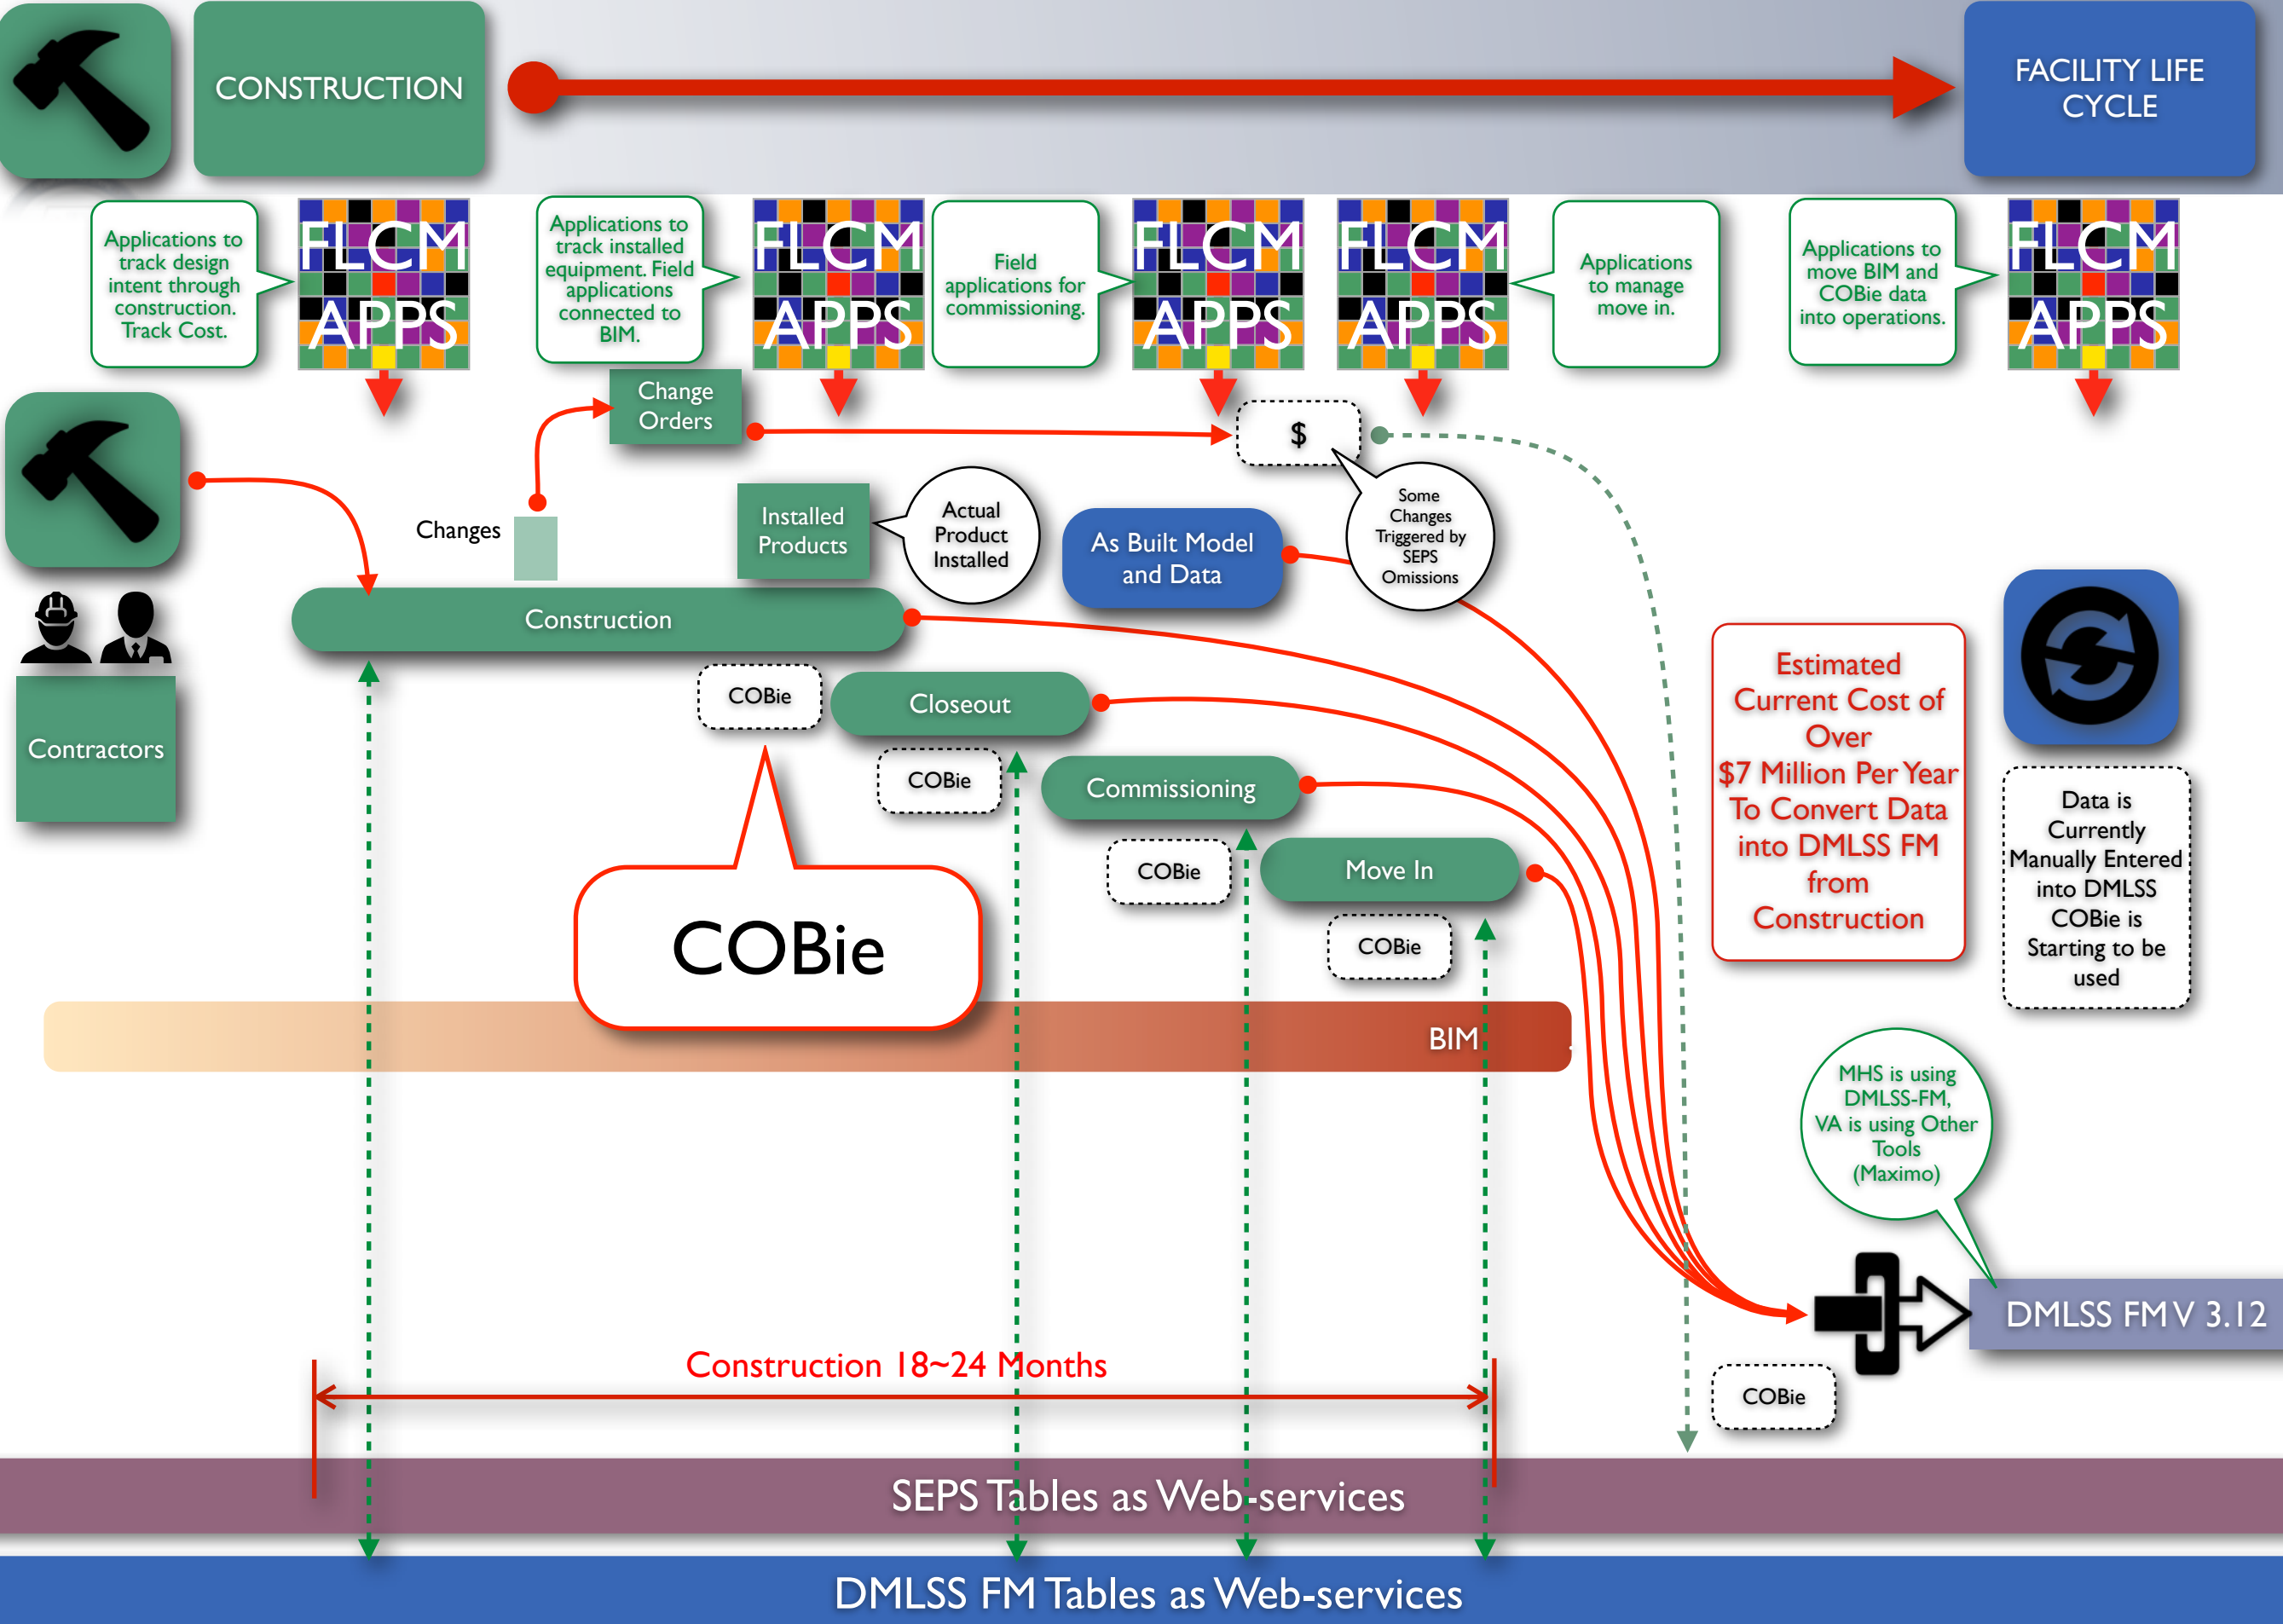 CONSTRUCTION
FACILITY LIFE
CYCLE
Applications to
track design
intent through
construction.
Track Cost.
FLCM
APPS
Applications to
track installed
equipment. Field
applications
connected to
BIM.
FLCM
APPS
Field
applications for
commissioning.
FLCM
APPS
FLCM
APPS
Applications
to manage
move in.
Applications to
move BIM and
COBie data
into operations.
FLCM
APPS
Change
Orders
$
Some
Changes
Triggered by
SEPS
Omissions
Changes
Installed
Products
Actual
Product
Installed
As Built Model
and Data
Construction
Contractors
COBie
Closeout
COBie
Commissioning
COBie
Move In
COBie
COBie
Estimated
Current Cost of
Over
$7 Million Per Year
To Convert Data
into DMLSS FM
from
Construction
Data is
Currently
Manually Entered
into DMLSS
COBie is
Starting to be
used
BIM
MHS is using
DMLSS-FM,
VA is using Other
Tools
(Maximo)
DMLSS FM V 3.12
COBie
Construction 18~24 Months
SEPS Tables as Web-services
DMLSS FM Tables as Web-services